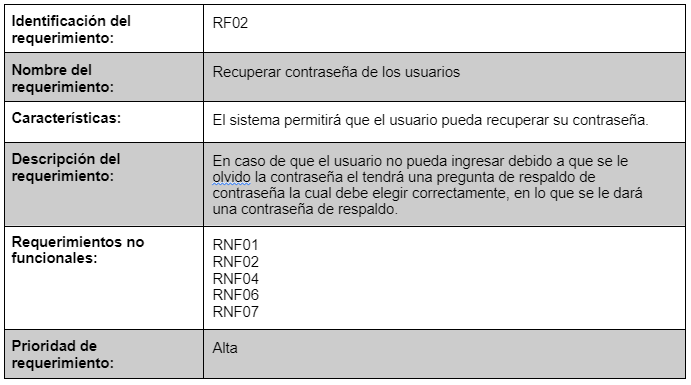 Identificación del
requerimiento:
RF02
Nombre del
requerimiento:
Recuperar contraseña de los usuarios
Características:
El sistema permitirá que el usuario pueda recuperar su contraseña.
Descripción del
requerimiento:
En caso de que el usuario no pueda ingresar debido a que se le
olvido la contraseña el tendrá una pregunta de respaldo de
contraseña la cual debe elegir correctamente, en lo que se le dará
una contraseña de respaldo.
Requerimientos no
funcionales:
RNF01
RNF02
RNF04
RNF06
RNF07
Prioridad de
requerimiento:
Alta